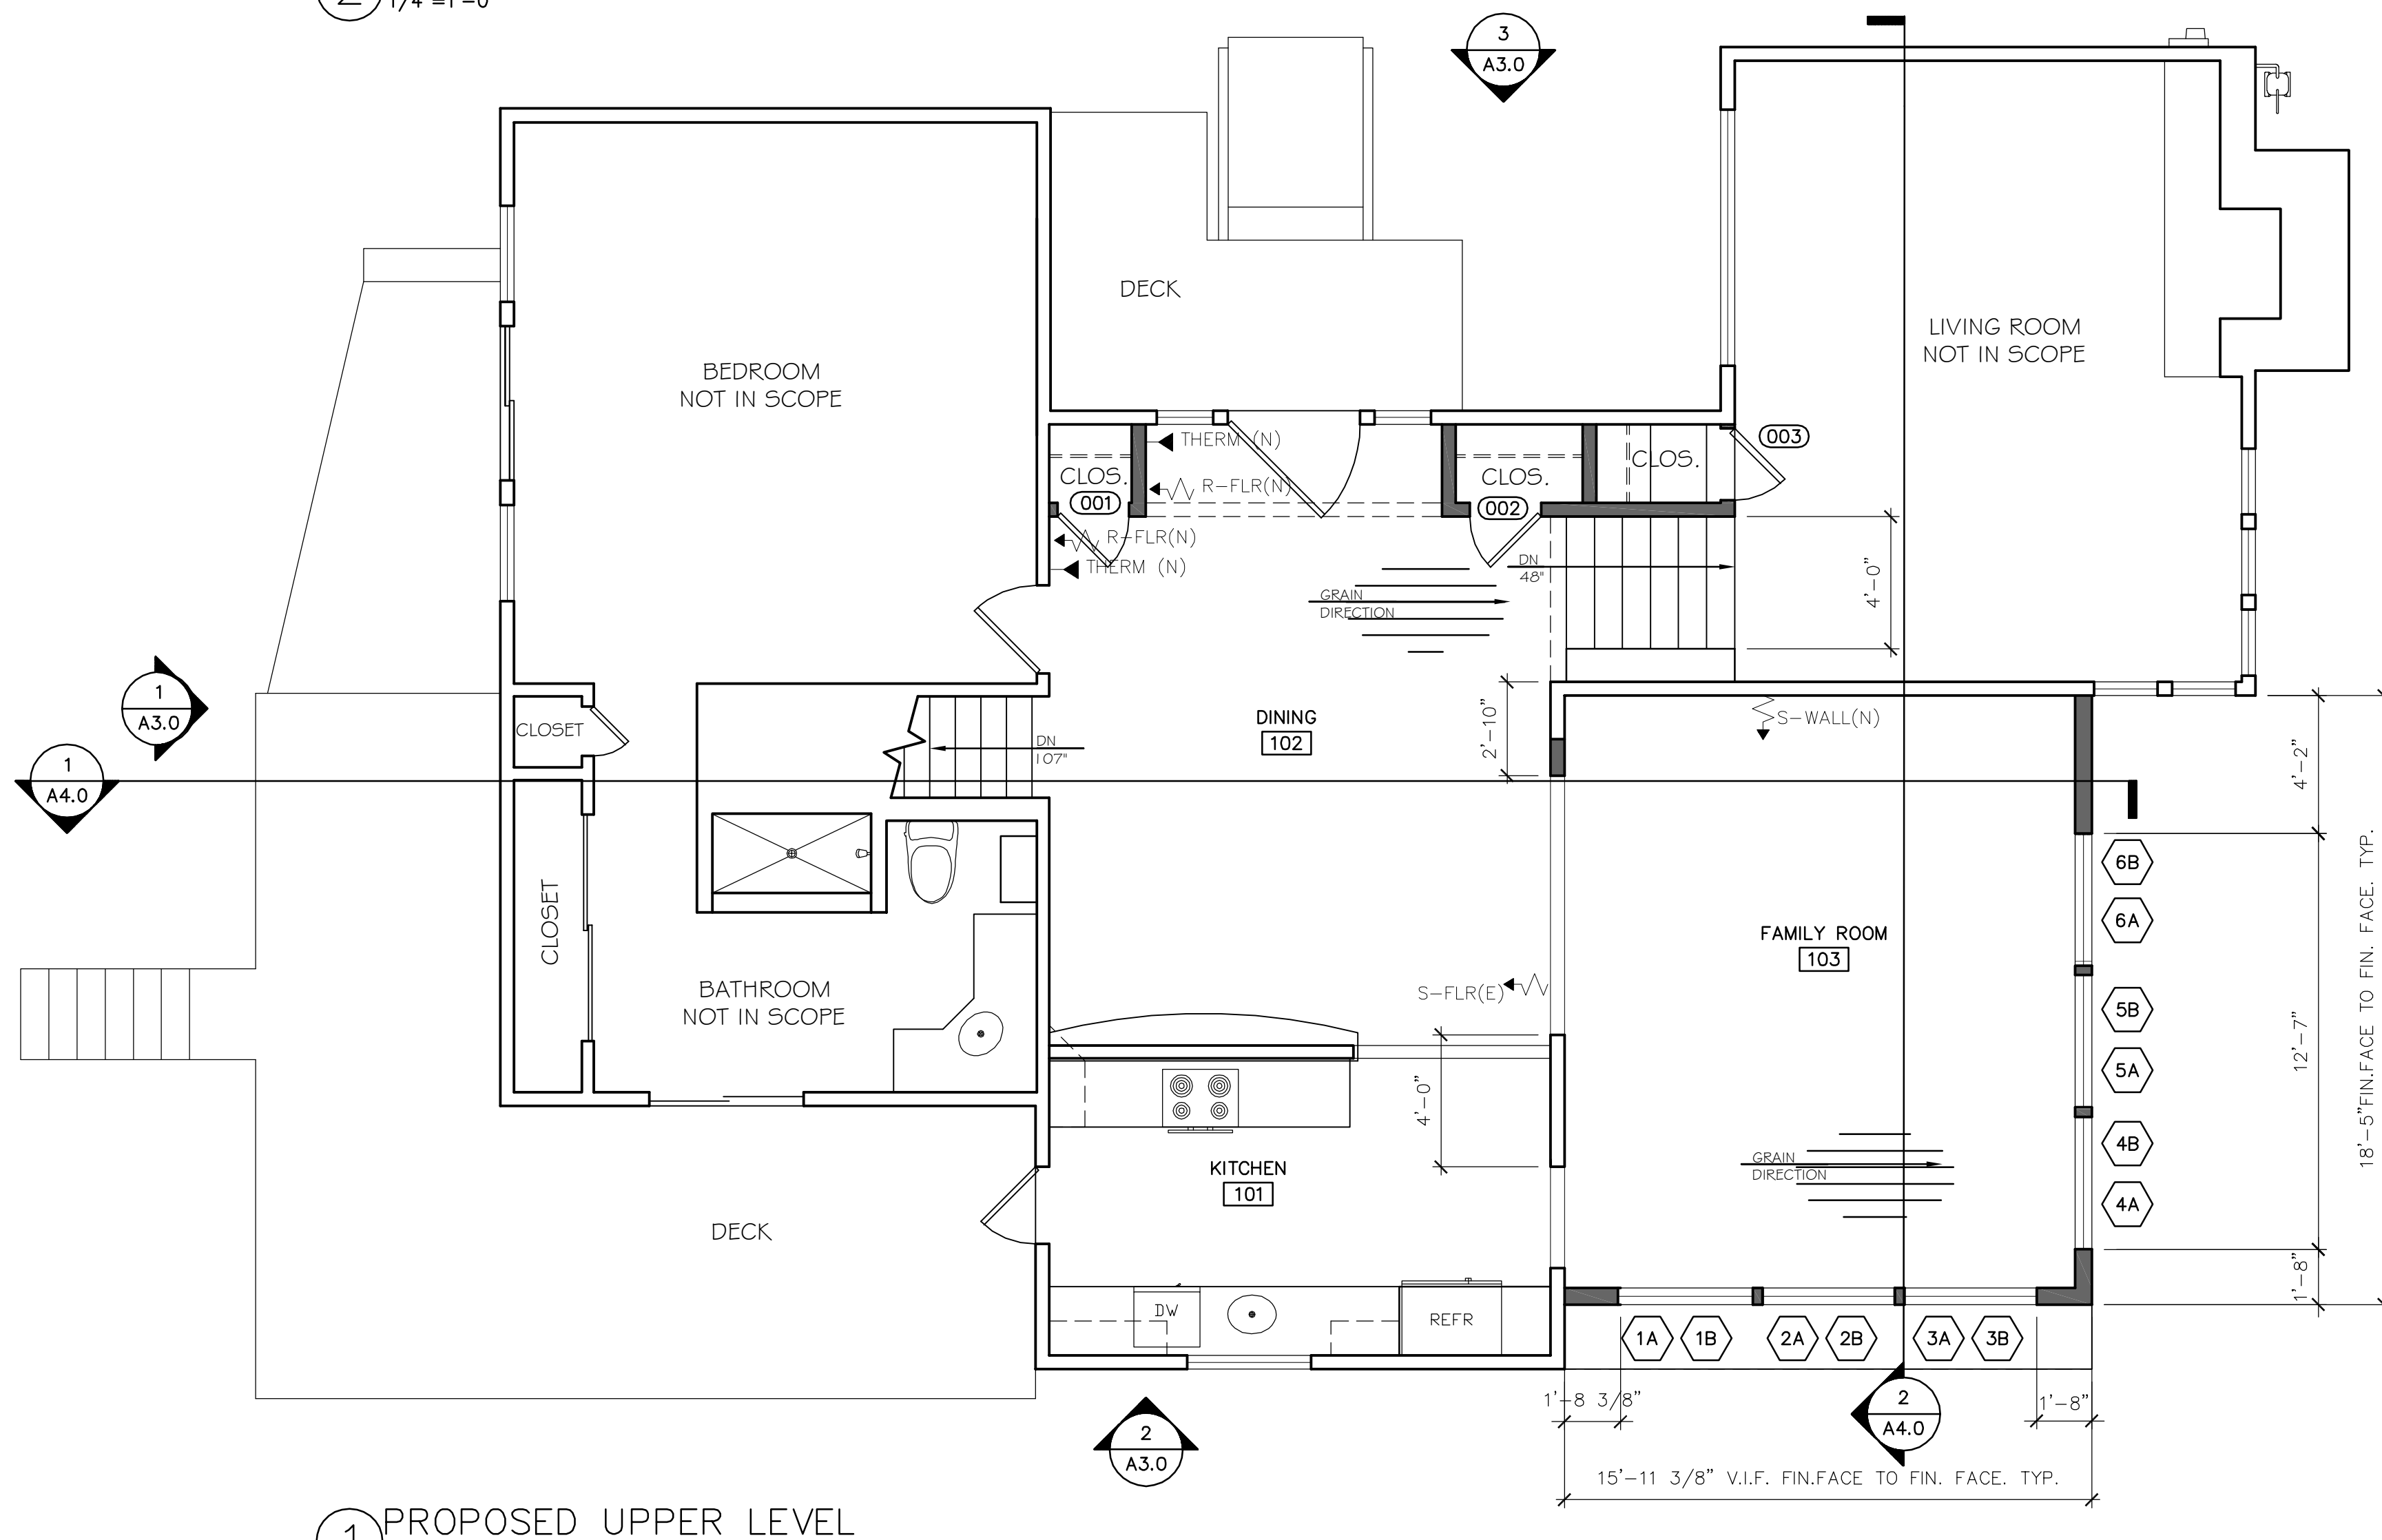 2
1/4"=1'-0"
3
A3.0
DECK
LIVING ROOM
NOT IN SCOPE
BEDROOM
NOT IN SCOPE
THERM (N)
003
CLOS.
CLOS.
CLOS.
R-FLR(N)
001
002
R-FLR(N)
THERM (N)
DN
48"
GRAIN
DIRECTION
4'-0"
1
A3.0
CLOSET
DINING
102
2'-10"
S-WALL(N)
DN
107"
4'-2"
1
A4.0
6B
6A
CLOSET
FAMILY ROOM
103
18'-5"FIN.FACE TO FIN. FACE. TYP.
BATHROOM
NOT IN SCOPE
S-FLR(E)
5B
5A
12'-7"
4'-0"
4B
4A
GRAIN
DIRECTION
KITCHEN
101
DECK
1'-8"
DW
REFR
1A
1B
2A
2B
3A
3B
1'-8 3/8"
2
A4.0
1'-8"
2
A3.0
15'-11 3/8" V.I.F. FIN.FACE TO FIN. FACE. TYP.
1
PROPOSED UPPER LEVEL